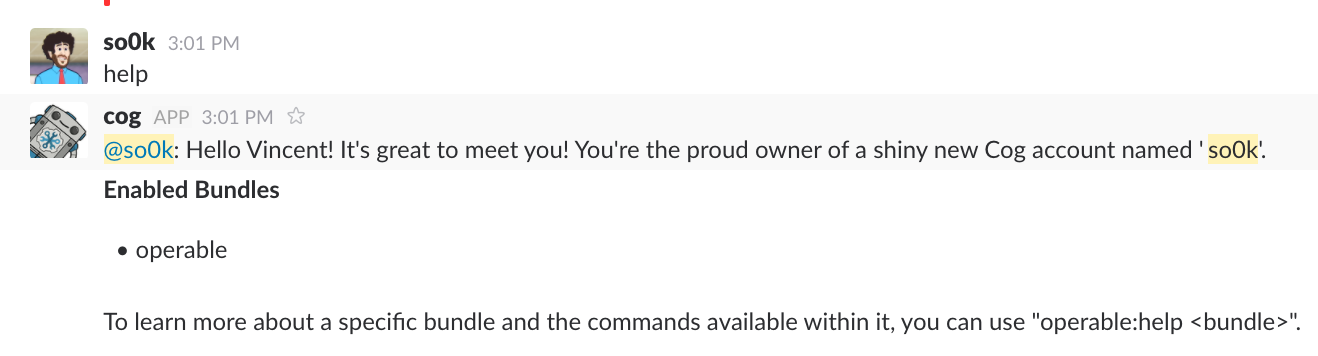 so0k 3:01 PM
help
cog APP 3:01 PM
@so0k: Hello Vincent! It's great to meet you! You're the proud owner of a shiny new Cog account named 'so0k'.
Enabled Bundles
• operable
To learn more about a specific bundle and the commands available within it, you can use "operable:help <bundle>".